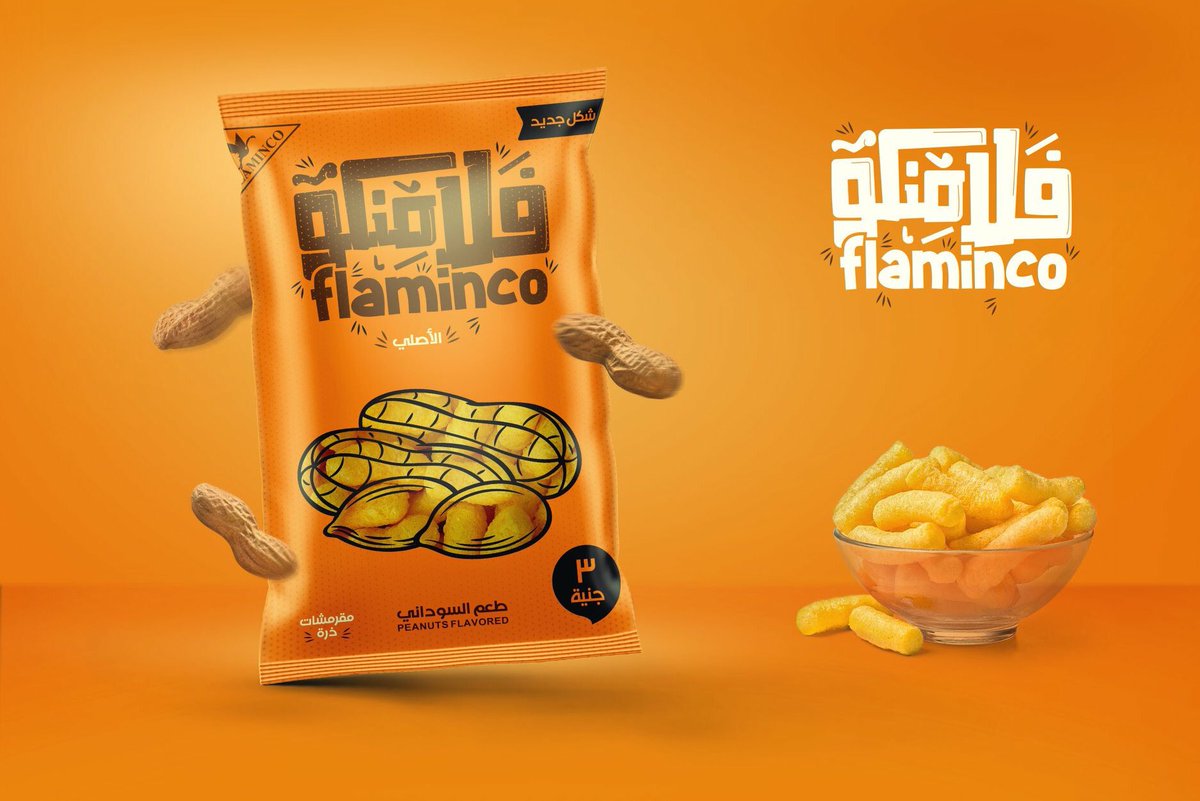 شكل جديد
فلامنكو
flaminco
الأصلي
٣
جنية
طعم السوداني
PEANUTS FLAVORED
مقرمشات
ذرة
فلامنكو
flaminco